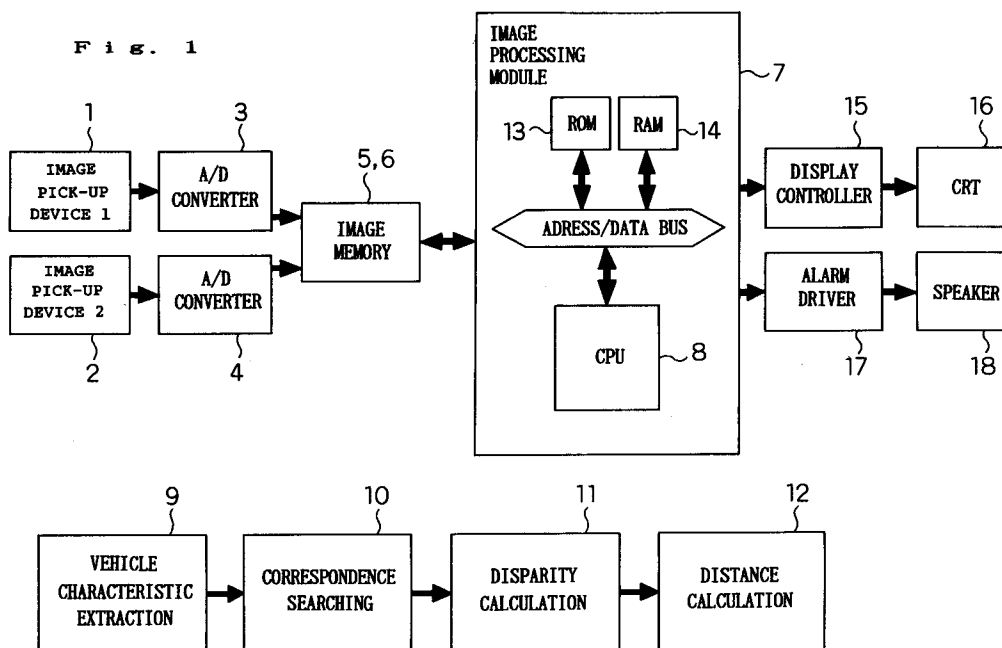 Fig. 1
IMAGE
PROCESSING
MODULE
7
1
3
5,6
13
ROM
RAM
14
15
16
IMAGE
PICK-UP
DEVICE 1
A/D
CONVERTER
IMAGE
MEMORY
ADRESS/DATA BUS
DISPLAY
CONTROLLER
CRT
IMAGE
PICK-UP
DEVICE 2
A/D
CONVERTER
CPU
8
ALARM
DRIVER
SPEAKER
2
4
17
18
9
10
11
12
VEHICLE
CHARACTERISTIC
EXTRACTION
CORRESPONDENCE
SEARCHING
DISPARITY
CALCULATION
DISTANCE
CALCULATION